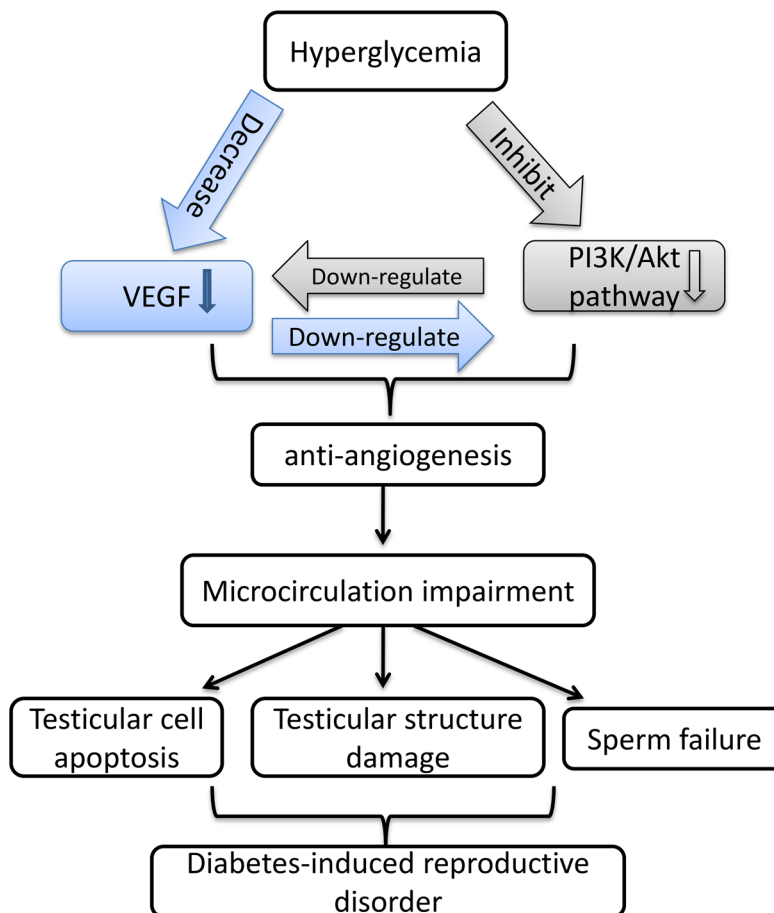 Hyperglycemia
Decrease
Inhibit
VEGF
PI3K/Akt
pathway
Down-regulate
Down-regulate
anti-angiogenesis
Microcirculation impairment
Testicular cell
apoptosis
Testicular structure
damage
Sperm failure
Diabetes-induced reproductive
disorder